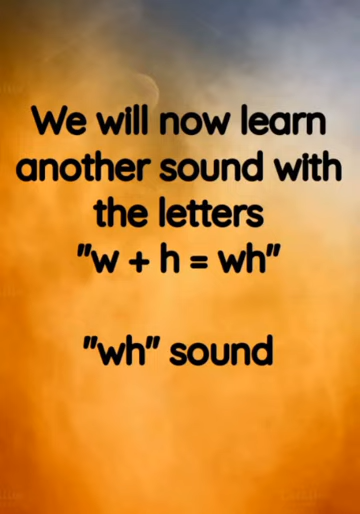 We will now learn
another sound with
the letters
"w + h = wh"
"wh" sound